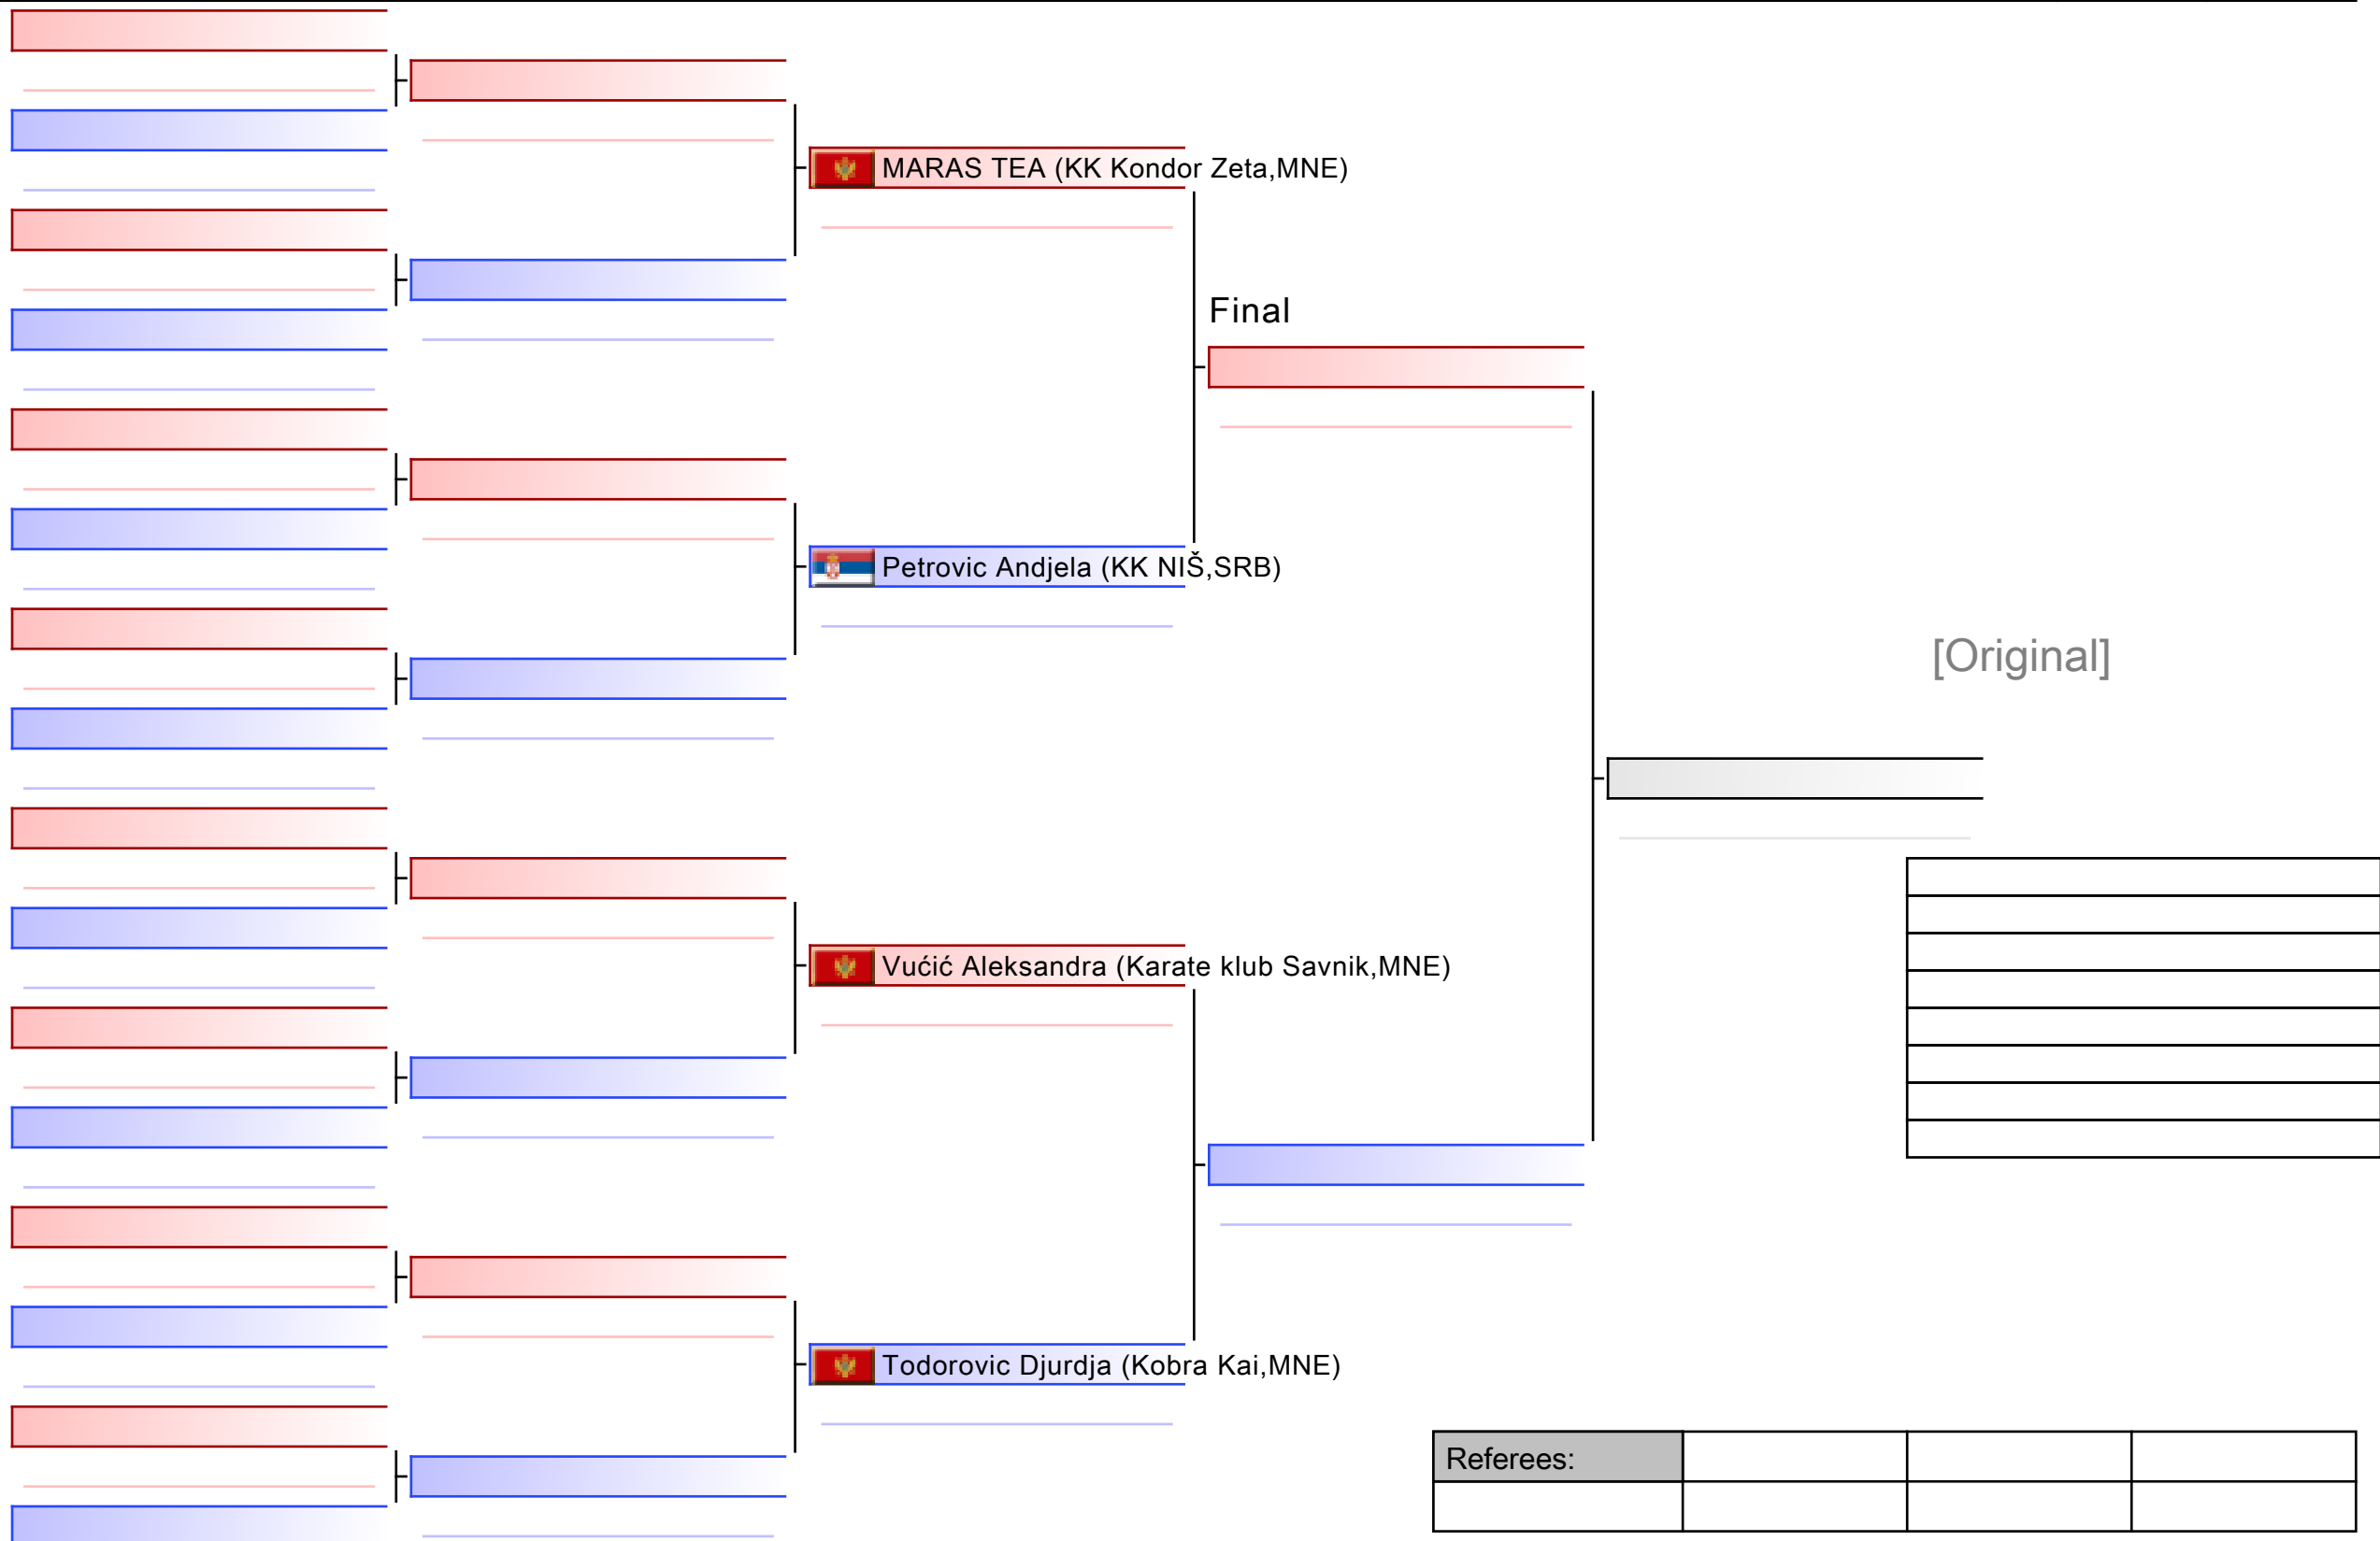 MARAS TEA (KK Kondor Zeta,MNE)
Final
Petrovic Andjela (KK NIŠ,SRB)
[Original]
Vućić Aleksandra (Karate klub Savnik,MNE)
Todorovic Djurdja (Kobra Kai,MNE)
Referees: